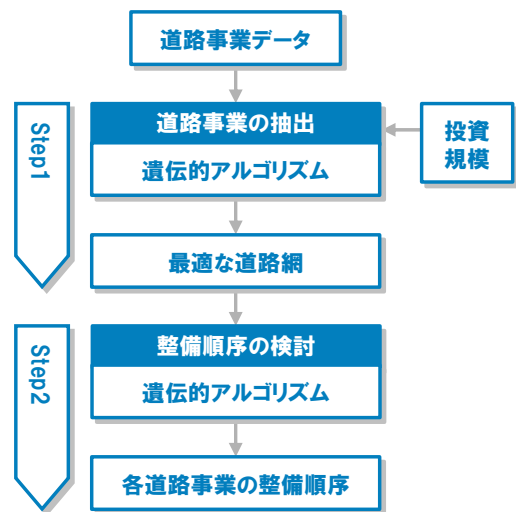 道路事業データ
Step1
道路事業の抽出
遺伝的アルゴリズム
投資
規模
最適な道路網
Step2
整備順序の検討
遺伝的アルゴリズム
各道路事業の整備順序